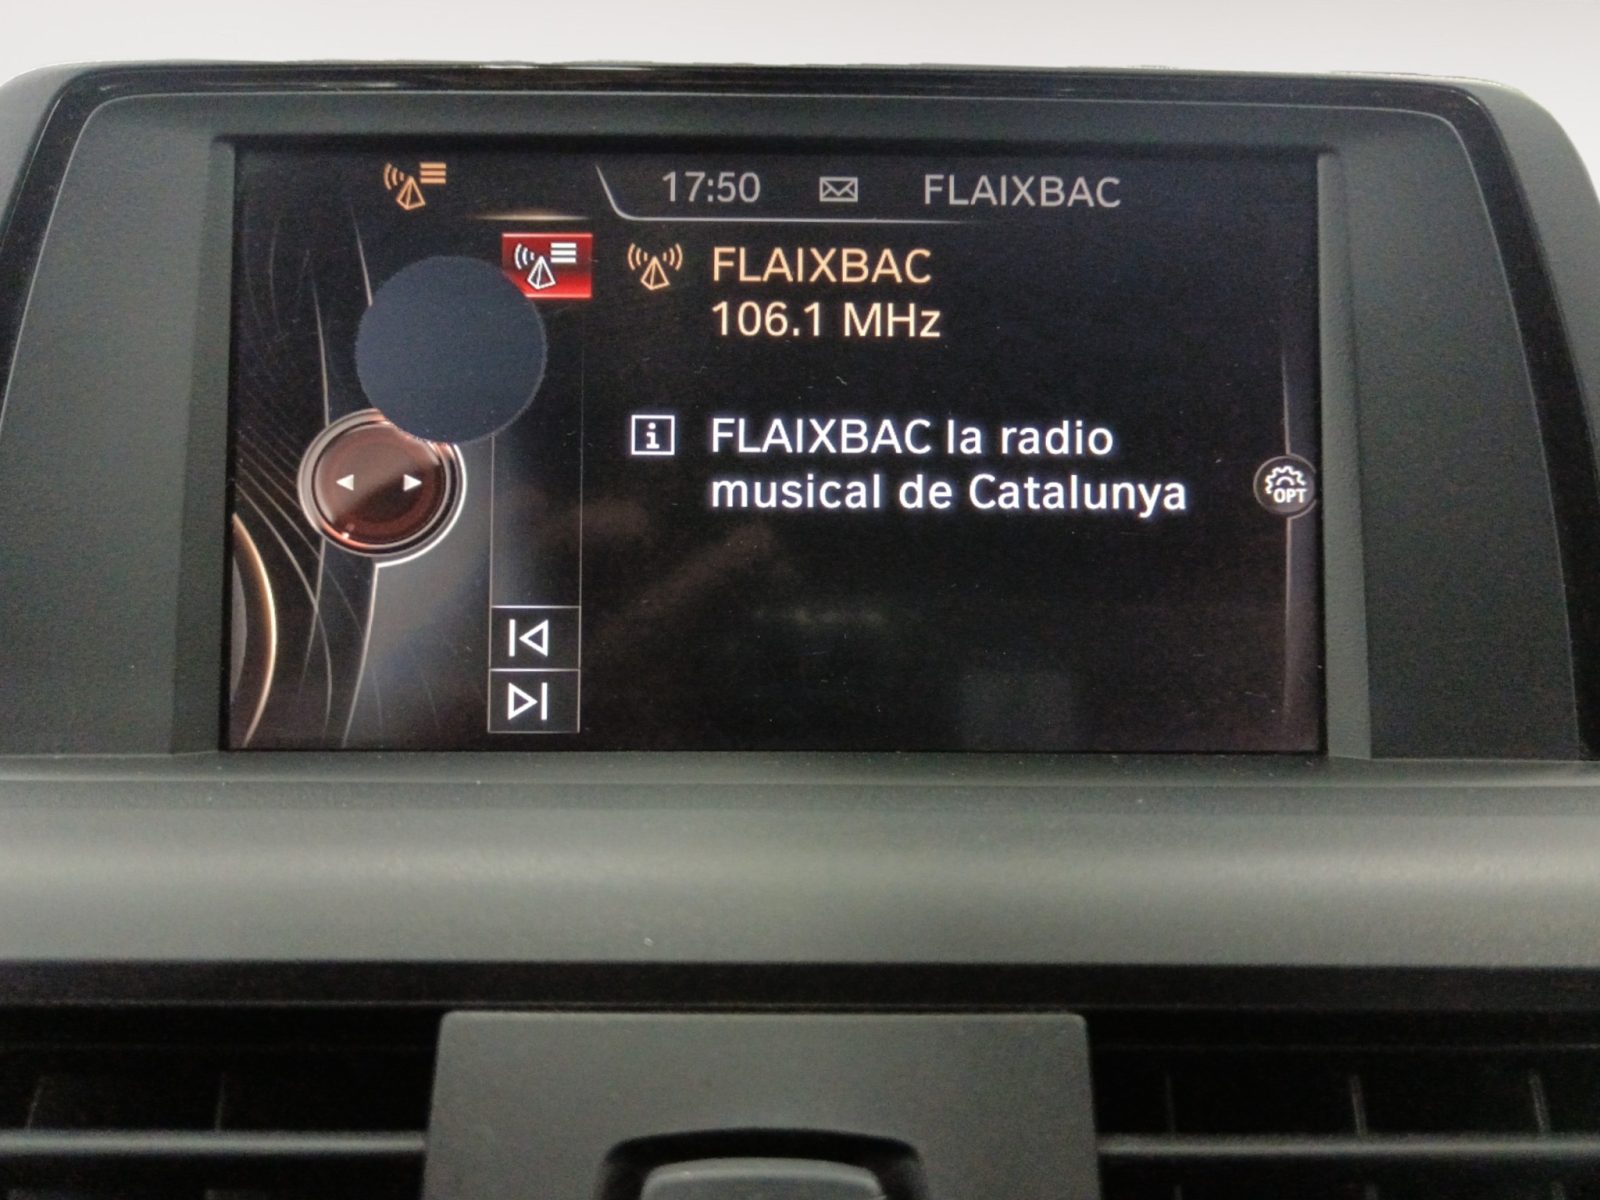 17:50 FLAIXBAC
FLAIXBAC
106.1 MHz
i FLAIXBAC la radio
musical de Catalunya
OPT